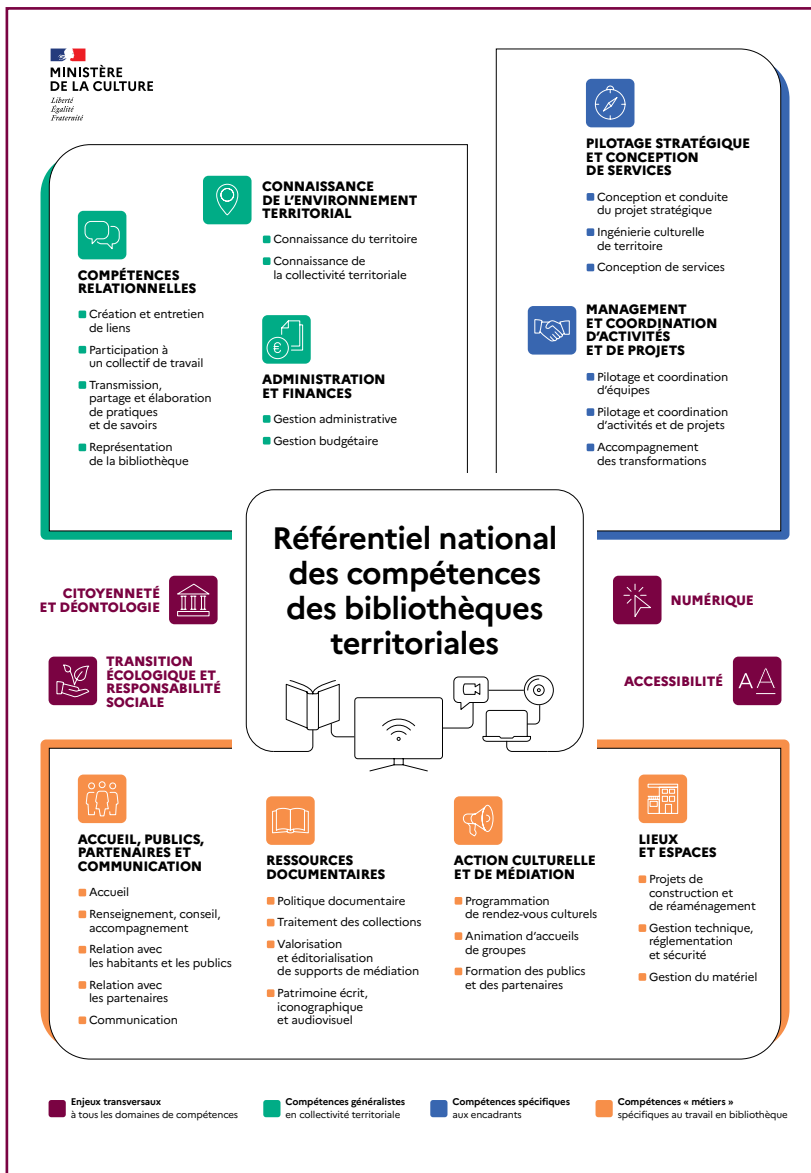 MINISTÈRE
DE LA CULTURE
Liberté
Égalité
Fraternité
COMPÉTENCES
RELATIONNELLES
Création et entretien
de liens
Participation à
un collectif de travail
Transmission,
partage et élaboration
de pratiques
et de savoirs
Représentation
de la bibliothèque
CONNAISSANCE
DE L'ENVIRONNEMENT
TERRITORIAL
Connaissance du territoire
Connaissance de
la collectivité territoriale
€
ADMINISTRATION
ET FINANCES
Gestion administrative
Gestion budgétaire
PILOTAGE STRATÉGIQUE
ET CONCEPTION
DE SERVICES
Conception et conduite
du projet stratégique
Ingénierie culturelle
de territoire
Conception de services
MANAGEMENT
ET COORDINATION
D'ACTIVITÉS
ET DE PROJETS
Pilotage et coordination
d'équipes
Pilotage et coordination
d'activités et de projets
Accompagnement
des transformations
Référentiel national
des compétences
des bibliothèques
territoriales
CITOYENNETÉ
ET DÉONTOLOGIE
TRANSITION
ÉCOLOGIQUE ET
RESPONSABILITÉ
SOCIALE
NUMÉRIQUE
ACCESSIBILITÉ
AA
ACCUEIL, PUBLICS,
PARTENAIRES ET
COMMUNICATION
Accueil
Renseignement, conseil,
accompagnement
Relation avec
les habitants et les publics
Relation avec
les partenaires
Communication
RESSOURCES
DOCUMENTAIRES
Politique documentaire
Traitement des collections
Valorisation
et éditorialisation
de supports de médiation
Patrimoine écrit,
iconographique
et audiovisuel
ACTION CULTURELLE
ET DE MÉDIATION
Programmation
de rendez-vous culturels
Animation d'accueils
de groupes
Formation des publics
et des partenaires
LIEUX
ET ESPACES
Projets de
construction et
de réaménagement
Gestion technique,
réglementation
et sécurité
Gestion du matériel
Enjeux transversaux
à tous les domaines de compétences
Compétences généralistes
en collectivité territoriale
Compétences spécifiques
aux encadrants
Compétences « métiers »
spécifiques au travail en bibliothèque